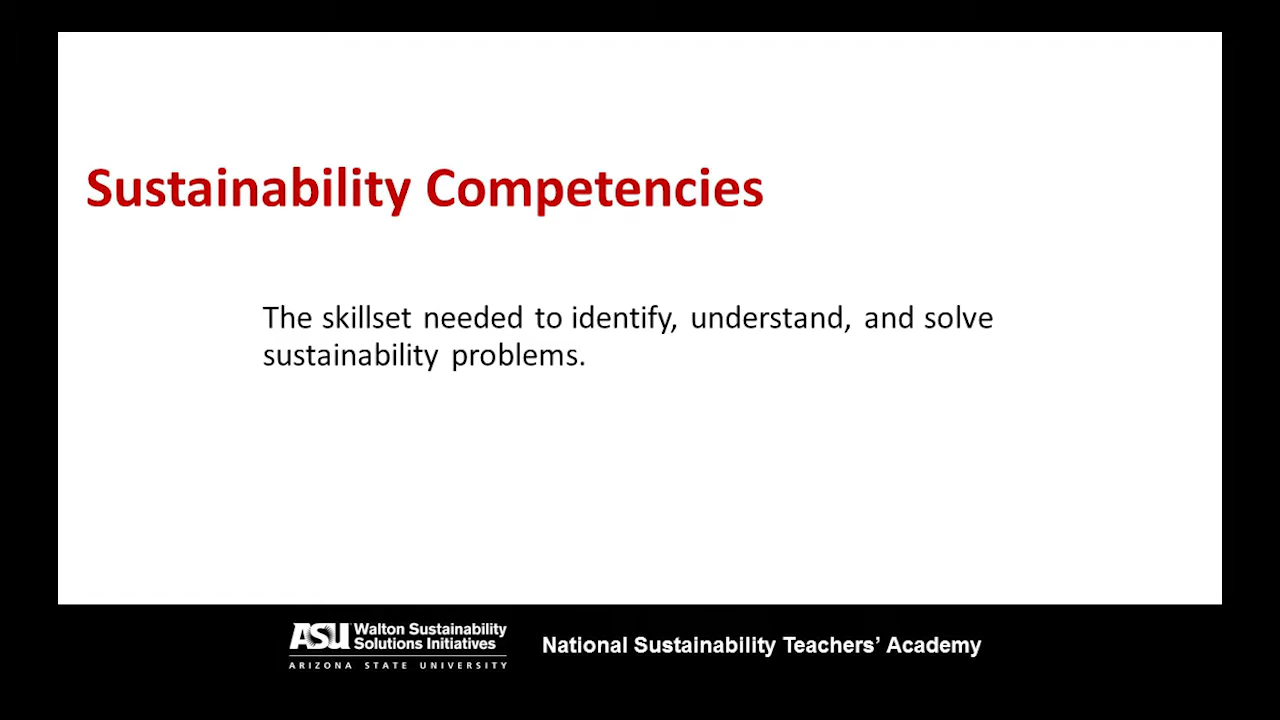 Sustainability Competencies
The skillset needed to identify, understand, and solve
sustainability problems.
ASU Walton Sustainability
Solutions Initiatives
ARIZONA STATE UNIVERSITY
National Sustainability Teachers’ Academy